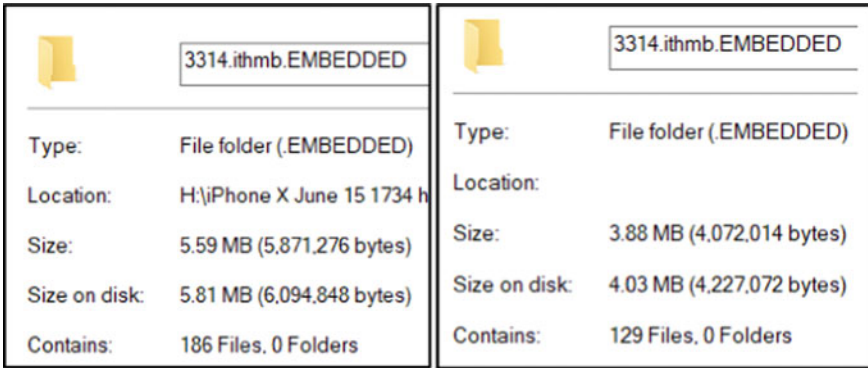 3314.ithmb.EMBEDDED
Type: File folder (.EMBEDDED)
Location: H:\iPhone X June 15 1734 h
Size: 5.59 MB (5,871,276 bytes)
Size on disk: 5.81 MB (6,094,848 bytes)
Contains: 186 Files, 0 Folders
3314.ithmb.EMBEDDED
Type: File folder (.EMBEDDED)
Location:
Size: 3.88 MB (4,072,014 bytes)
Size on disk: 4.03 MB (4,227,072 bytes)
Contains: 129 Files, 0 Folders